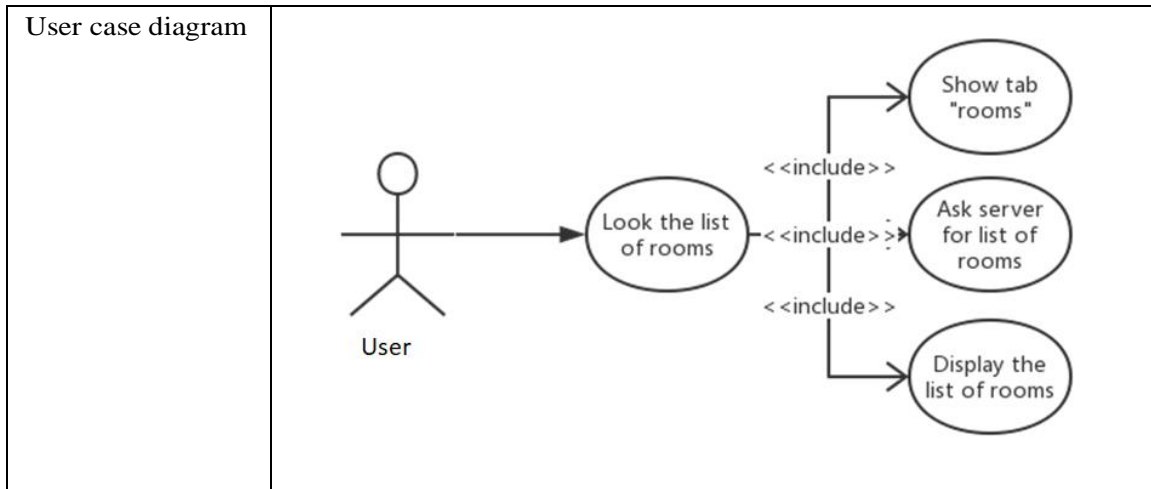 User case diagram
Show tab
"rooms"
<<include>>
Look the list
of rooms
<<include>>
Ask server
for list of
rooms
<<include>>
User
Display the
list of rooms